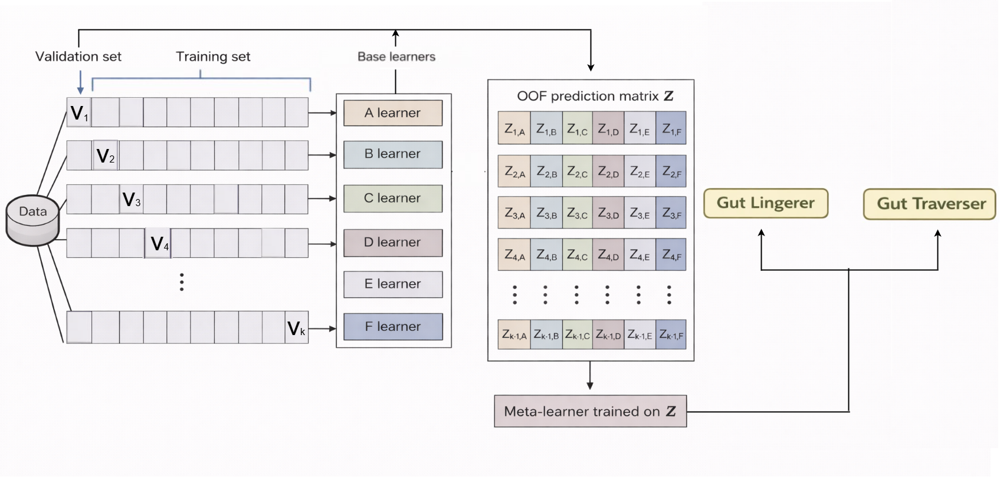 Validation set
Training set
Base learners
V1
V2
V3
V4
Vk
Data
A learner
B learner
C learner
D learner
E learner
F learner
OOF prediction matrix Z
Z1,A Z1,B Z1,C Z1,D Z1,E Z1,F
Z2,A Z2,B Z2,C Z2,D Z2,E Z2,F
Z3,A Z3,B Z3,C Z3,D Z3,E Z3,F
Z4,A Z4,B Z4,C Z4,D Z4,E Z4,F
Zk-1,A Zk-1,B Zk-1,C Zk-1,D Zk-1,E Zk-1,F
Meta-learner trained on Z
Gut Lingerer
Gut Traverser